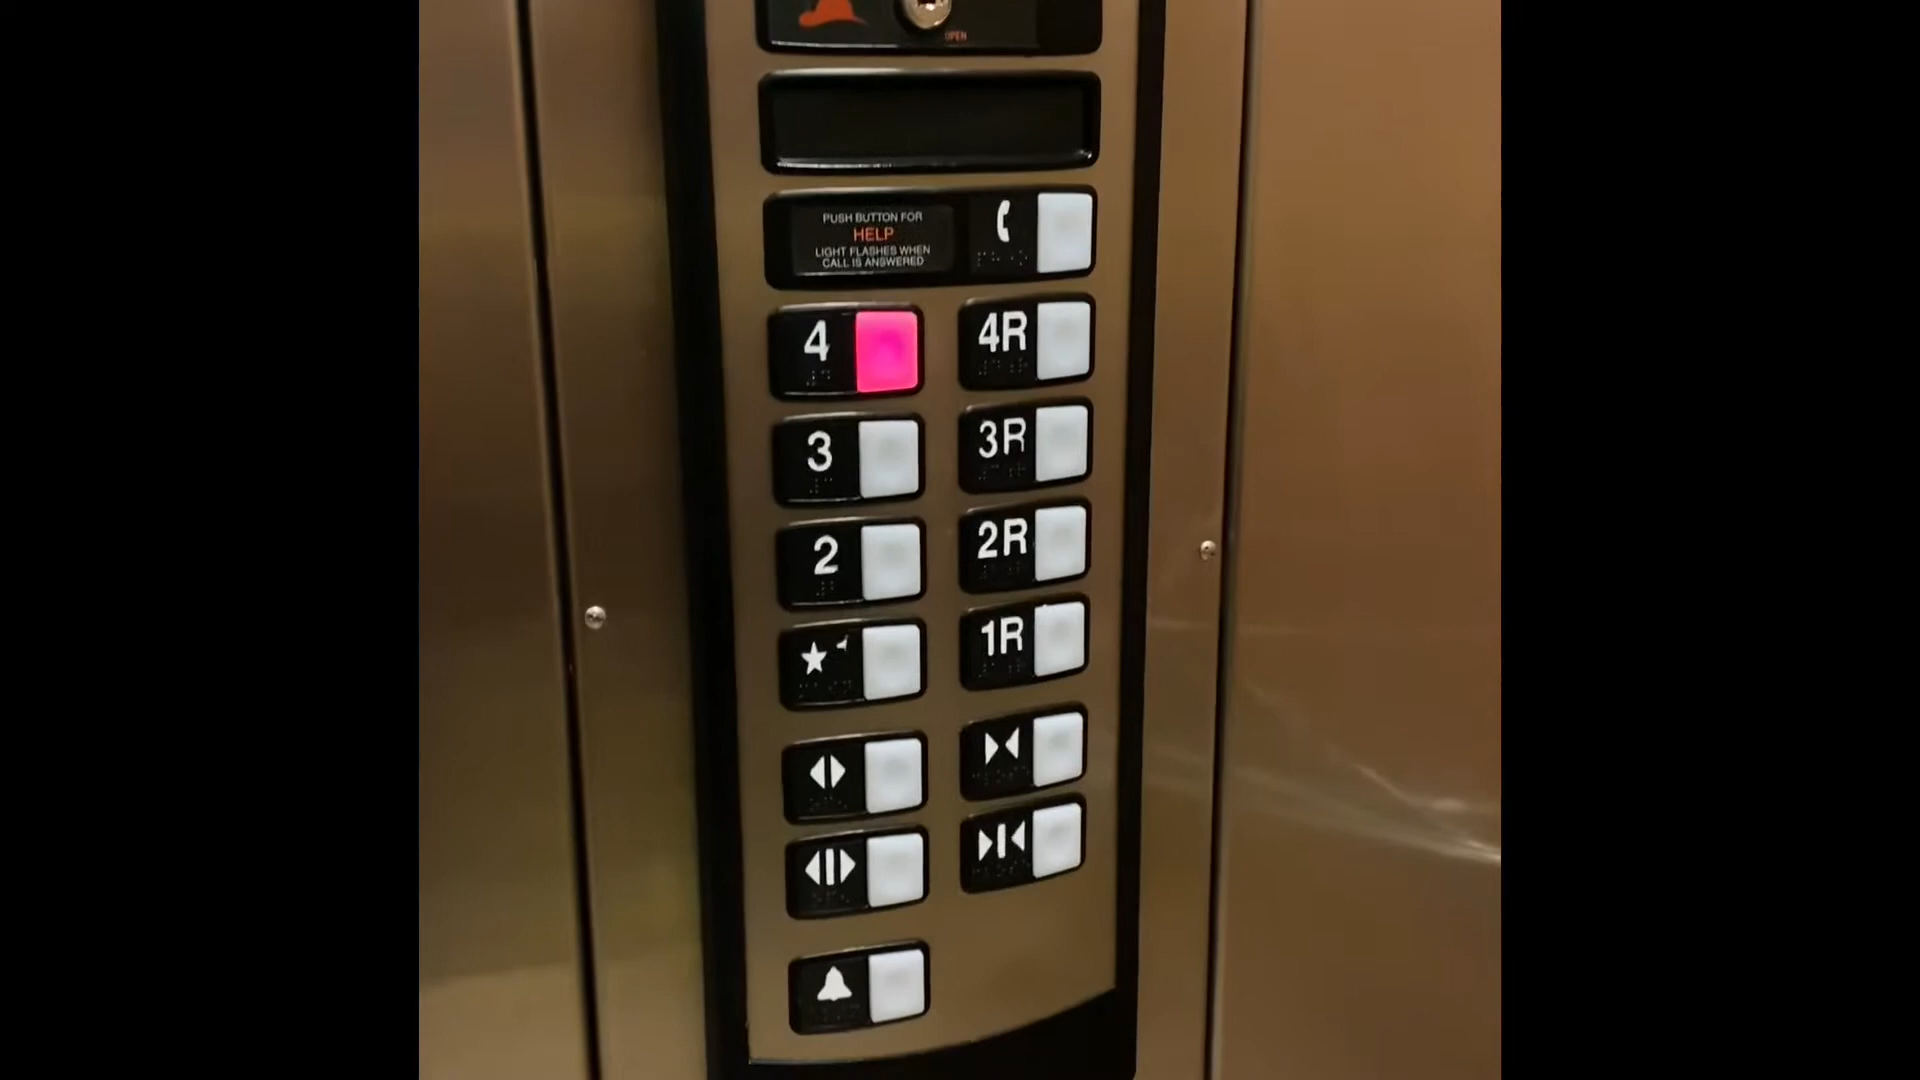 OPEN
PUSH BUTTON FOR
HELP
LIGHT FLASHES WHEN
CALL IS ANSWERED
4
4R
3
3R
2
2R
★
1R